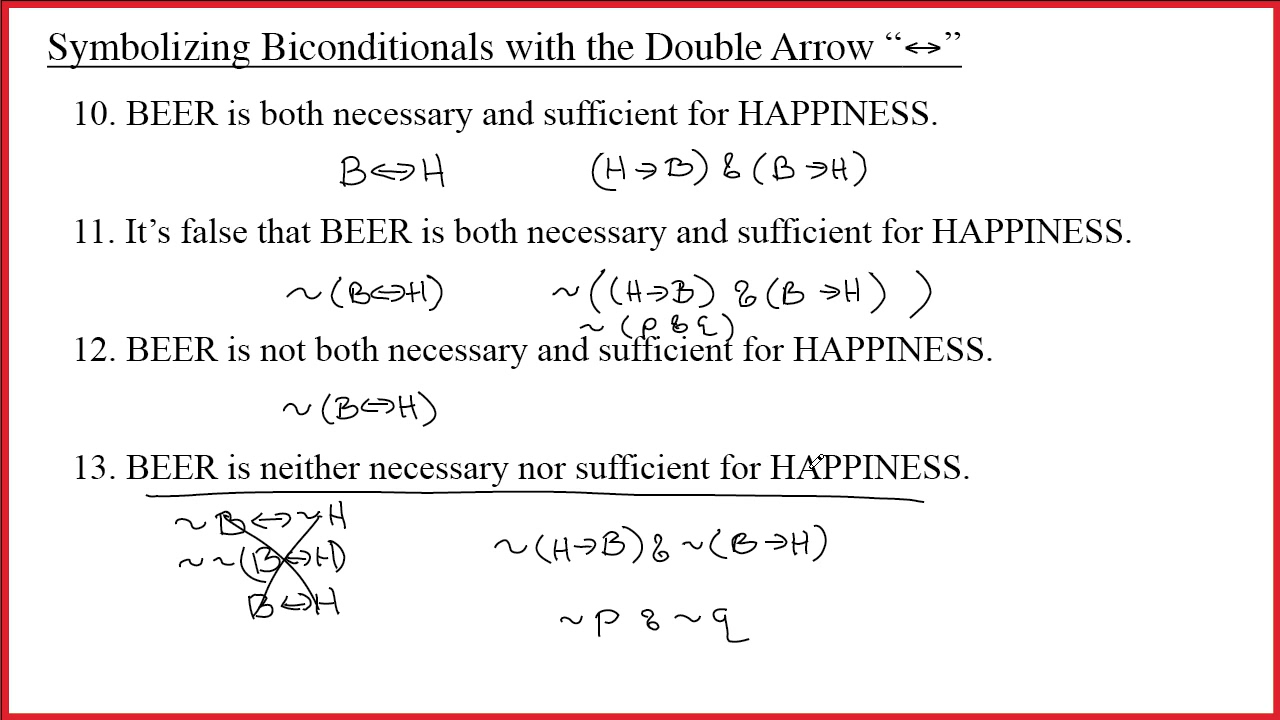 Symbolizing Biconditionals with the Double Arrow “↔”
10. BEER is both necessary and sufficient for HAPPINESS.
B⇔H (H→B) & (B→H)
11. It’s false that BEER is both necessary and sufficient for HAPPINESS.
~(B⇔H) ~((H→B) & (B→H))
~(p & q)
12. BEER is not both necessary and sufficient for HAPPINESS.
~(B⇔H)
13. BEER is neither necessary nor sufficient for HAPPINESS.
~B↔~H
~~(B↔H) ~(H→B) & ~(B→H)
B↔H
~p & ~q